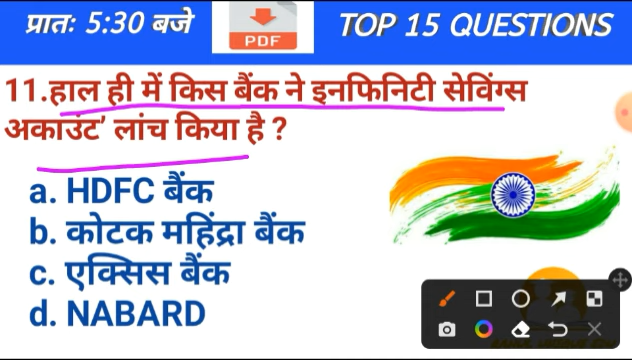 प्रातः 5:30 बजे
PDF
TOP 15 QUESTIONS
11.हाल ही में किस बैंक ने इनफिनिटी सेविंग्स
अकाउंट’ लांच किया है ?
a. HDFC बैंक
b. कोटक महिंद्रा बैंक
c. एक्सिस बैंक
d. NABARD